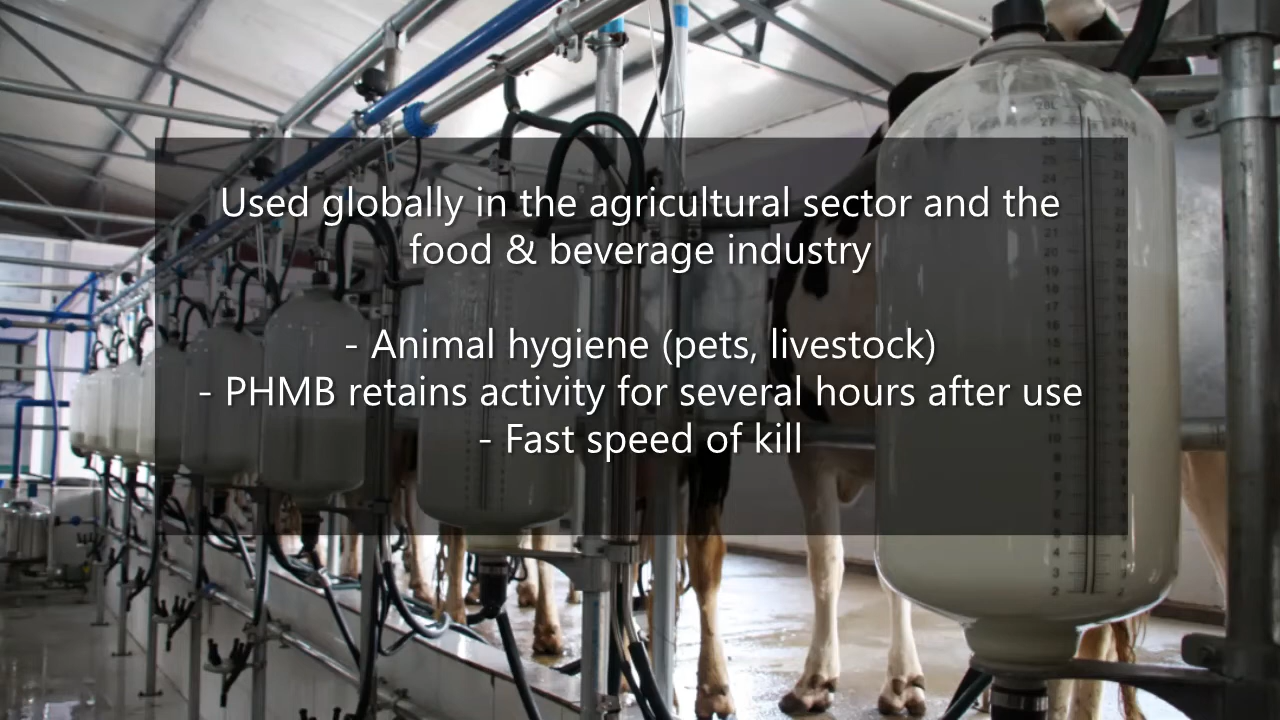 Used globally in the agricultural sector and the
food & beverage industry
- Animal hygiene (pets, livestock)
- PHMB retains activity for several hours after use
- Fast speed of kill